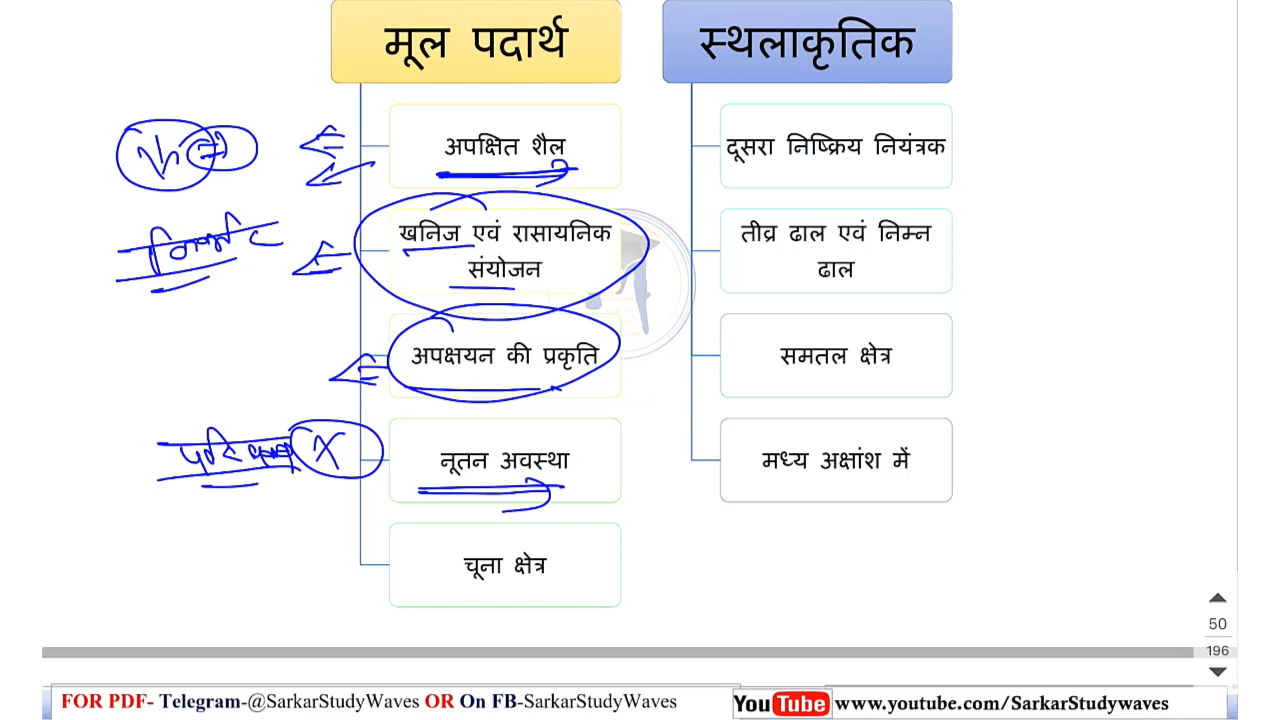 मूल पदार्थ
अपक्षित शैल
खनिज एवं रासायनिक
संयोजन
अपक्षयन की प्रकृति
नूतन अवस्था
चूना क्षेत्र
स्थलाकृतिक
दूसरा निष्क्रिय नियंत्रक
तीव्र ढाल एवं निम्न
ढाल
समतल क्षेत्र
मध्य अक्षांश में
50
196
FOR PDF- Telegram-@SarkarStudyWaves OR On FB-SarkarStudyWaves
YouTube www.youtube.com/SarkarStudyWaves